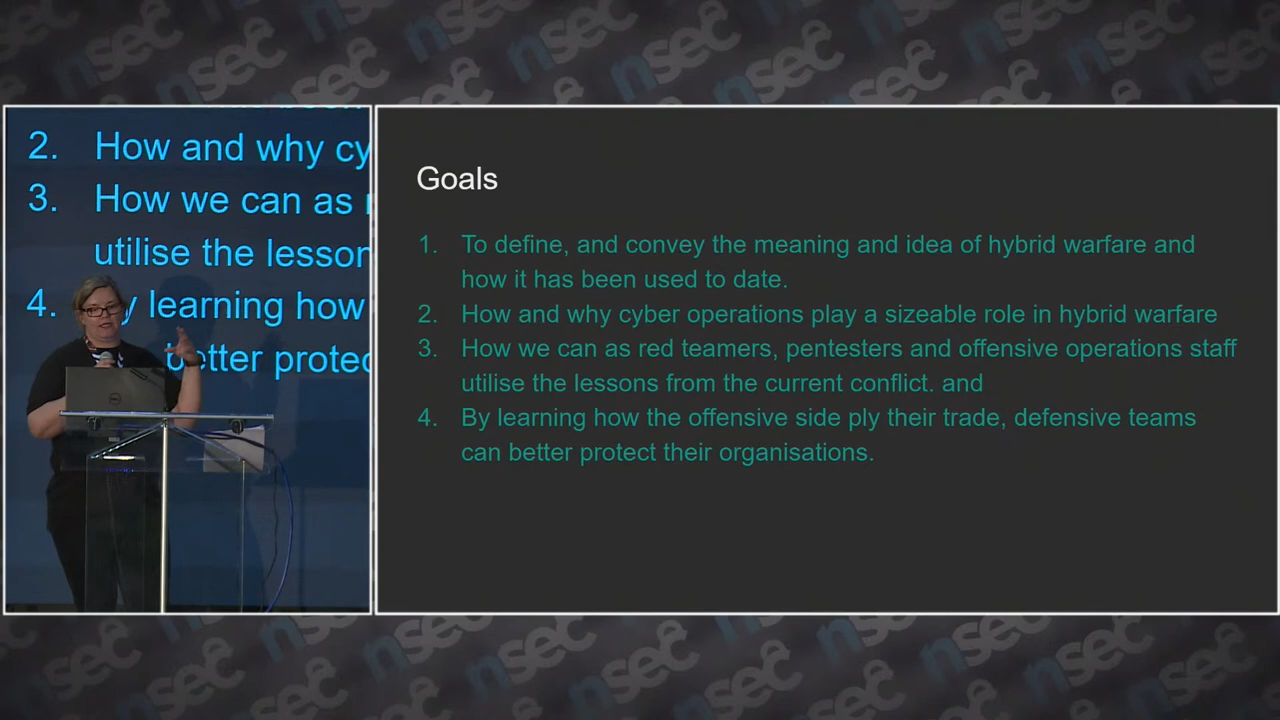 2. How and why cy
3. How we can as
utilise the lesson
4. y learning how
better protec
Goals
1. To define, and convey the meaning and idea of hybrid warfare and
how it has been used to date.
2. How and why cyber operations play a sizeable role in hybrid warfare
3. How we can as red teamers, pentesters and offensive operations staff
utilise the lessons from the current conflict. and
4. By learning how the offensive side ply their trade, defensive teams
can better protect their organisations.
nsec